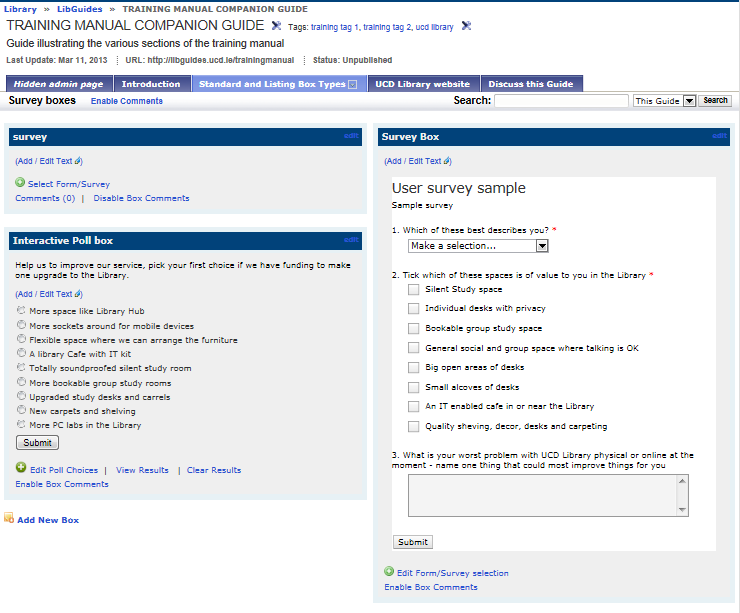 Library » LibGuides » TRAINING MANUAL COMPANION GUIDE
TRAINING MANUAL COMPANION GUIDE Tags: training tag 1, training tag 2, ucd library
Guide illustrating the various sections of the training manual
Last Update: Mar 11, 2013 URL: http://libguides.ucd.ie/trainingmanual Status: Unpublished
Hidden admin page Introduction Standard and Listing Box Types UCD Library website Discuss this Guide
Survey boxes Enable Comments Search: This Guide Search
survey edit
(Add / Edit Text)
Select Form/Survey
Comments (0) | Disable Box Comments
Interactive Poll box edit
Help us to improve our service, pick your first choice if we have funding to make
one upgrade to the Library.
(Add / Edit Text)
More space like Library Hub
More sockets around for mobile devices
Flexible space where we can arrange the furniture
A library Cafe with IT kit
Totally soundproofed silent study room
More bookable group study rooms
Upgraded study desks and carrels
New carpets and shelving
More PC labs in the Library
Submit
Edit Poll Choices | View Results | Clear Results
Enable Box Comments
Add New Box
Survey Box edit
(Add / Edit Text)
User survey sample
Sample survey
1. Which of these best describes you? *
Make a selection...
2. Tick which of these spaces is of value to you in the Library *
Silent Study space
Individual desks with privacy
Bookable group study space
General social and group space where talking is OK
Big open areas of desks
Small alcoves of desks
An IT enabled cafe in or near the Library
Quality sheving, decor, desks and carpeting
3. What is your worst problem with UCD Library physical or online at the
moment - name one thing that could most improve things for you
Submit
Edit Form/Survey selection
Enable Box Comments